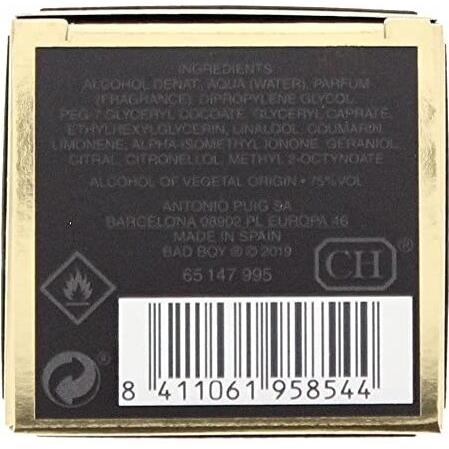 INGREDIENTS
ALCOHOL DENAT, AQUA (WATER), PARFUM
(FRAGRANCE), DIPROPYLENE GLYCOL,
PEG-7 GLYCERYL COCOATE, GLYCERYL CAPRATE,
ETHYLHEXYLGLYCERIN, LINALOOL, COUMARIN,
LIMONENE, ALPHA-ISOMETHYL IONONE, GERANIOL,
CITRAL, CITRONELLOL, METHYL 2-OCTYNOATE
ALCOHOL OF VEGETAL ORIGIN • 75% VOL
ANTONIO PUIG SA
BARCELONA 08902 PL EUROPA 46
MADE IN SPAIN
BAD BOY ® © 2019
65 147 995
CH®
8 411061 958544